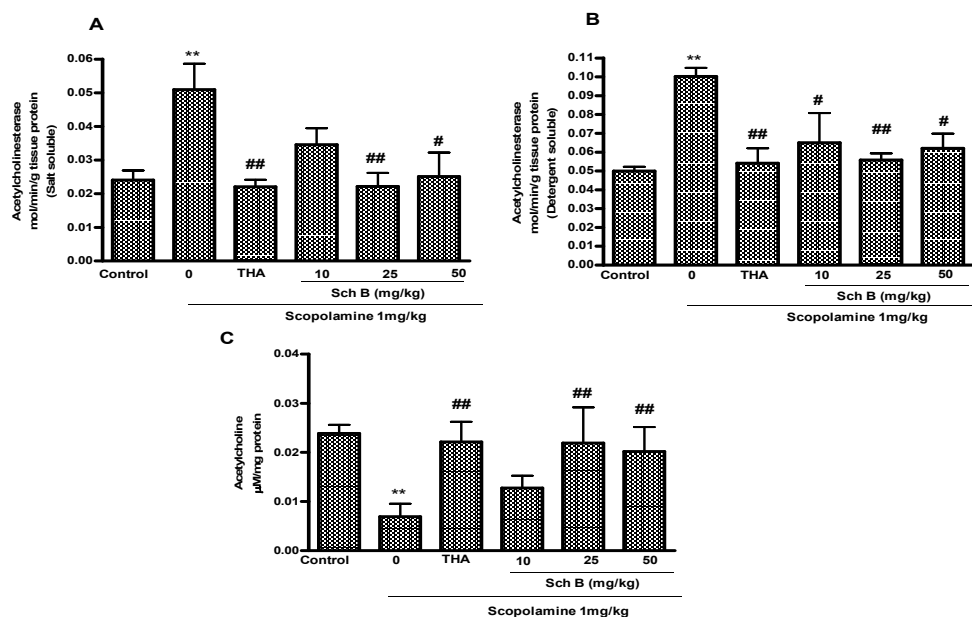 A
Acetylcholinesterase
mol/min/g tissue protein
(Salt soluble)
0.06
0.05
0.04
0.03
0.02
0.01
0.00
**
##
##
#
Control 0 THA 10 25 50
Sch B (mg/kg)
Scopolamine 1mg/kg
B
Acetylcholinesterase
mol/min/g tissue protein
(Detergent soluble)
0.11
0.10
0.09
0.08
0.07
0.06
0.05
0.04
0.03
0.02
0.01
0.00
**
##
#
##
#
Control 0 THA 10 25 50
Sch B (mg/kg)
Scopolamine 1mg/kg
C
Acetylcholine
µM/mg protein
0.04
0.03
0.02
0.01
0.00
**
##
##
##
Control 0 THA 10 25 50
Sch B (mg/kg)
Scopolamine 1mg/kg